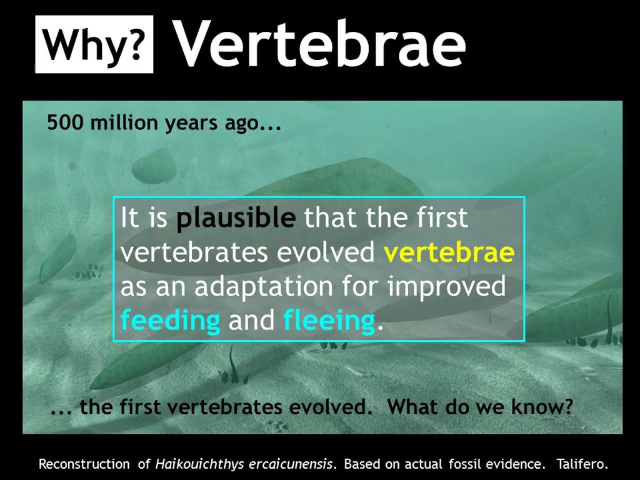 Why? Vertebrae
500 million years ago...
It is plausible that the first
vertebrates evolved vertebrae
as an adaptation for improved
feeding and fleeing.
... the first vertebrates evolved. What do we know?
Reconstruction of Haikouichthys ercaicunensis. Based on actual fossil evidence. Talifero.